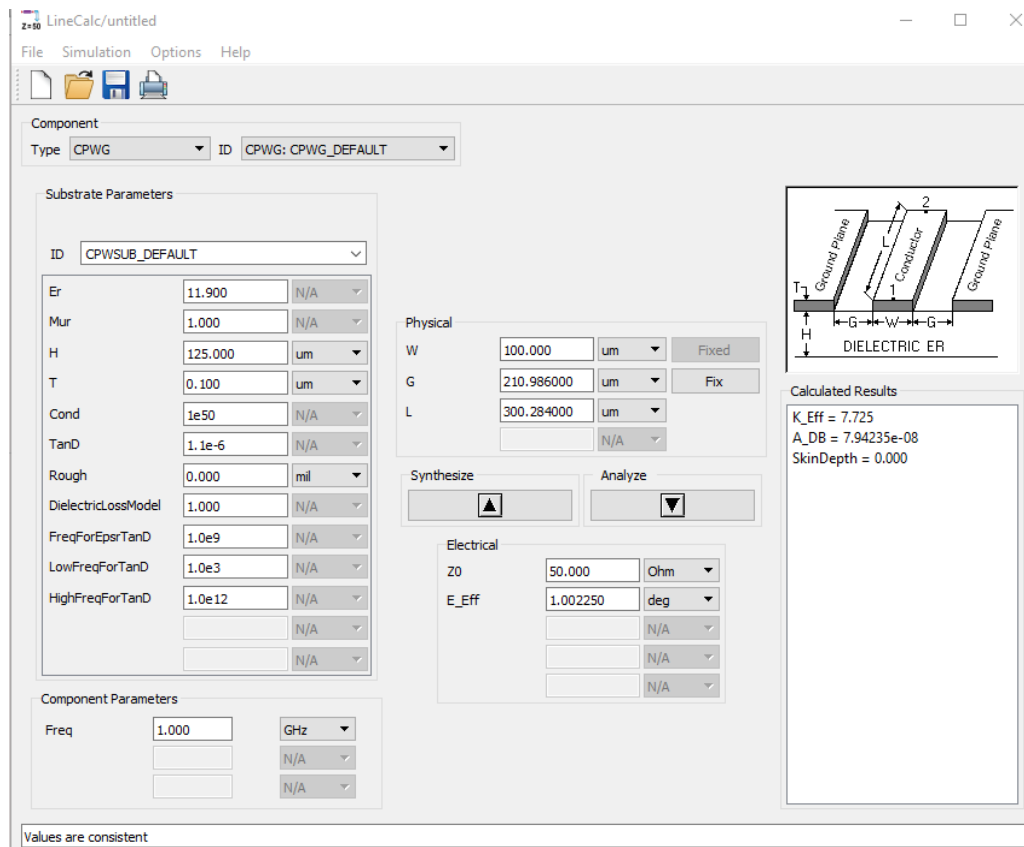 Z=50 LineCalc/untitled
File Simulation Options Help
Component
Type CPWG ID CPWG: CPWG_DEFAULT
Substrate Parameters
ID CPWSUB_DEFAULT
Er 11.900 N/A
Mur 1.000 N/A
H 125.000 um
T 0.100 um
Cond 1e50 N/A
TanD 1.1e-6 N/A
Rough 0.000 mil
DielectricLossModel 1.000 N/A
FreqForEpsrTanD 1.0e9 N/A
LowFreqForTanD 1.0e3 N/A
HighFreqForTanD 1.0e12 N/A
N/A
N/A
Component Parameters
Freq 1.000 GHz
N/A
N/A
Physical
W 100.000 um Fixed
G 210.986000 um Fix
L 300.284000 um
N/A
Synthesize Analyze
Electrical
Z0 50.000 Ohm
E_Eff 1.002250 deg
N/A
N/A
N/A
2
Ground Plane
L
Conductor
Ground Plane
T
1
H
G W G
DIELECTRIC ER
Calculated Results
K_Eff = 7.725
A_DB = 7.94235e-08
SkinDepth = 0.000
Values are consistent